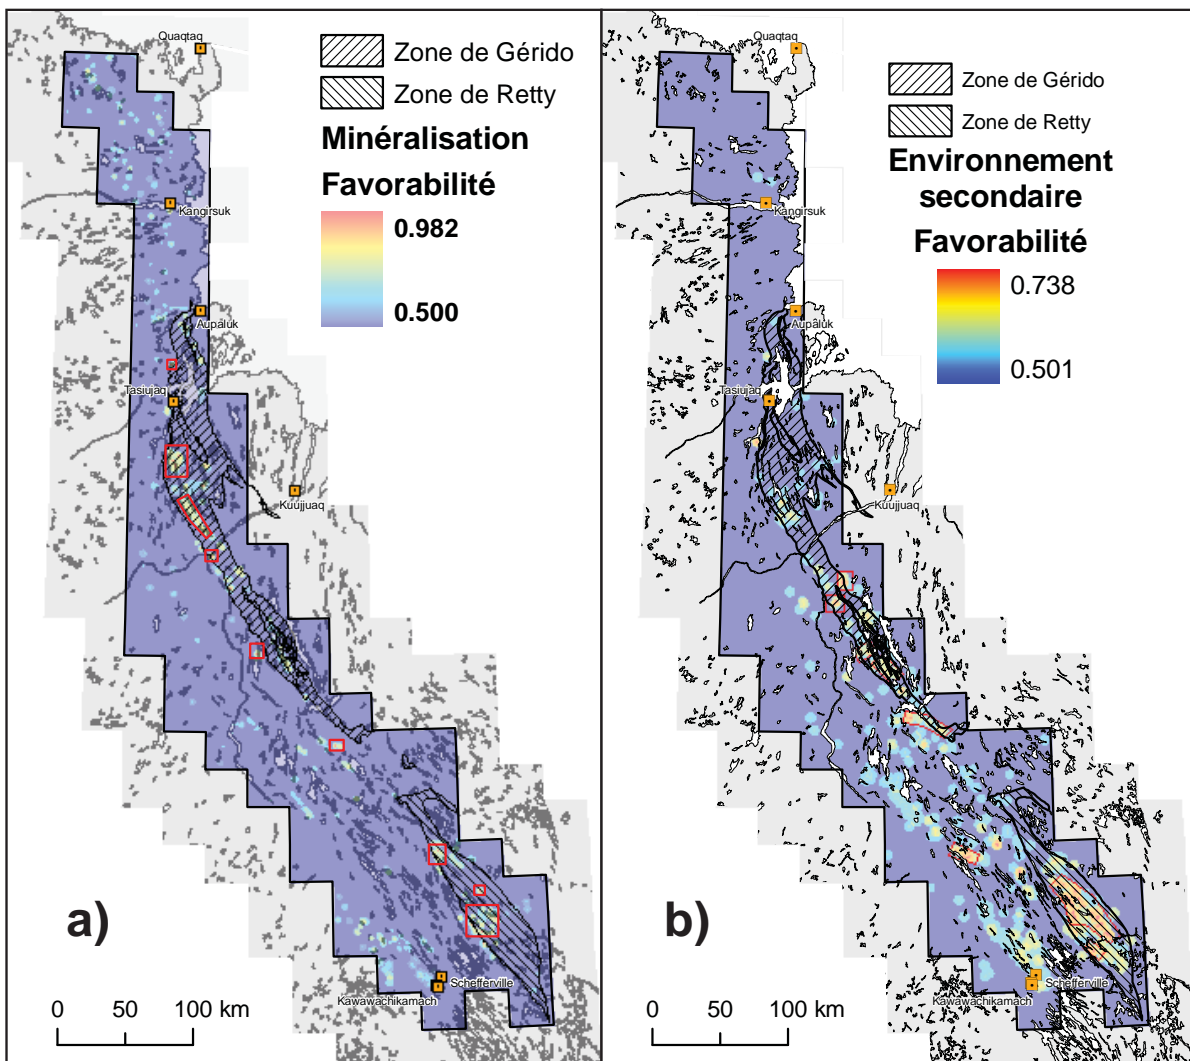 Quaqtaq
Zone de Gérido
Zone de Retty
Minéralisation
Favorabilité
0.982
0.500
Kangirsuk
Aupaluk
Tasiujaq
Kuujjuaq
a)
Schefferville
Kawawachikamach
0 50 100 km
Quaqtaq
Zone de Gérido
Zone de Retty
Environnement
secondaire
Favorabilité
0.738
0.501
Kangirsuk
Aupaluk
Tasiujaq
Kuujjuaq
b)
Schefferville
Kawawachikamach
0 50 100 km